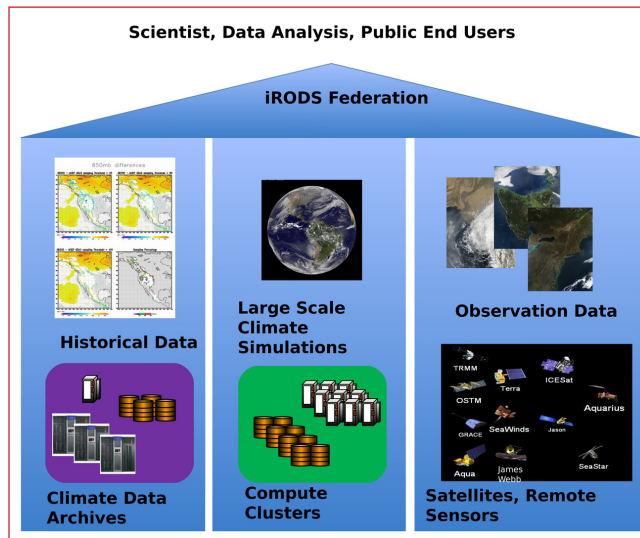 Scientist, Data Analysis, Public End Users
iRODS Federation
850mb differences
Historical Data
Climate Data
Archives
Large Scale
Climate
Simulations
Compute
Clusters
Observation Data
TRMM
Terra
ICESat
OSTM
Aquarius
GRACE
SeaWinds
Jason
Aqua
James
Webb
SeaStar
Satellites, Remote
Sensors